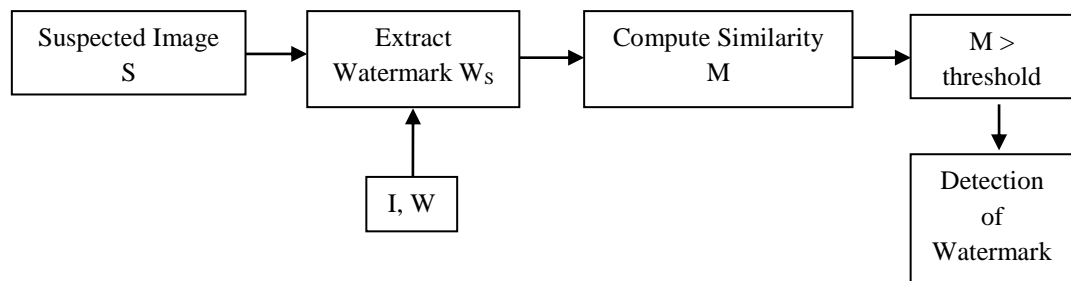 Suspected Image
S
Extract
Watermark Wₛ
Compute Similarity
M
M >
threshold
I, W
Detection
of
Watermark